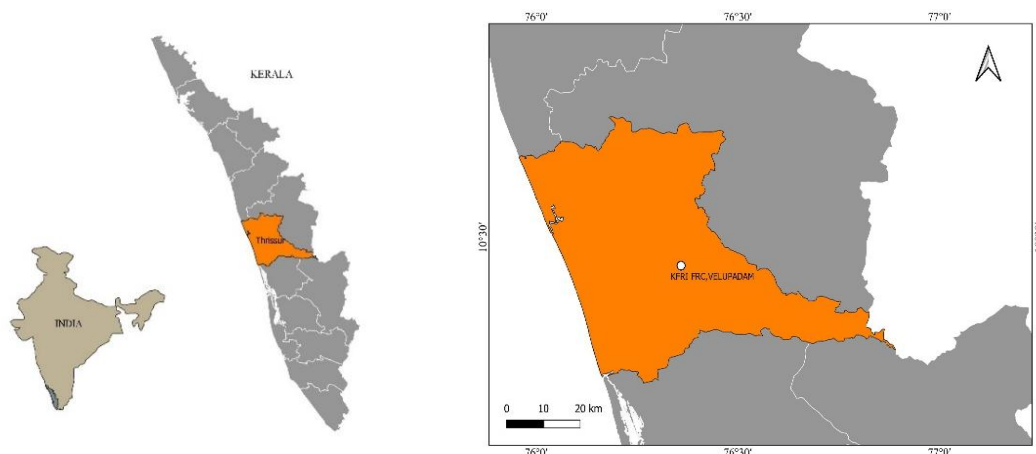 KERALA
Thrissur
INDIA
76°0' 76°30' 77°0'
10°30'
KFRI FRC,VELUPADAM
0 10 20 km
76°0' 76°30' 77°0'